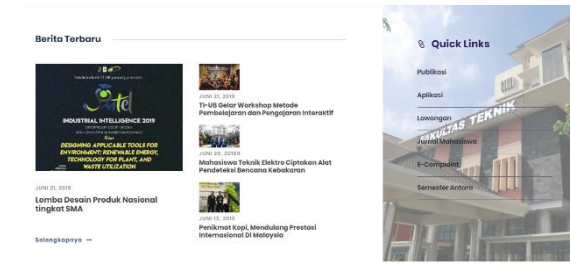 Berita Terbaru
INDUSTRIAL INTELLIGENCE 2019
DESIGNING APPLICABLE TOOLS FOR
ENVIRONMENT: RENEWABLE ENERGY,
TECHNOLOGY FOR PLANT, AND
WASTE UTILIZATION
JUNI 21, 2019
Lomba Desain Produk Nasional
tingkat SMA
Selengkapnya
JUNI 21, 2019
TI-UB Gelar Workshop Metode
Pembelajaran dan Pengajaran Interaktif
JUNI 20, 2019
Mahasiswa Teknik Elektro Ciptakan Alat
Pendeteksi Bencana Kebakaran
JUNI 13, 2019
Penikmat Kopi, Mendulang Prestasi
Internasional Di Malaysia
Quick Links
Publikasi
Aplikasi
Lowongan
FAKULTAS TEKNIK
Jurnal Mahasiswa
E-Complaint
Semester Antara